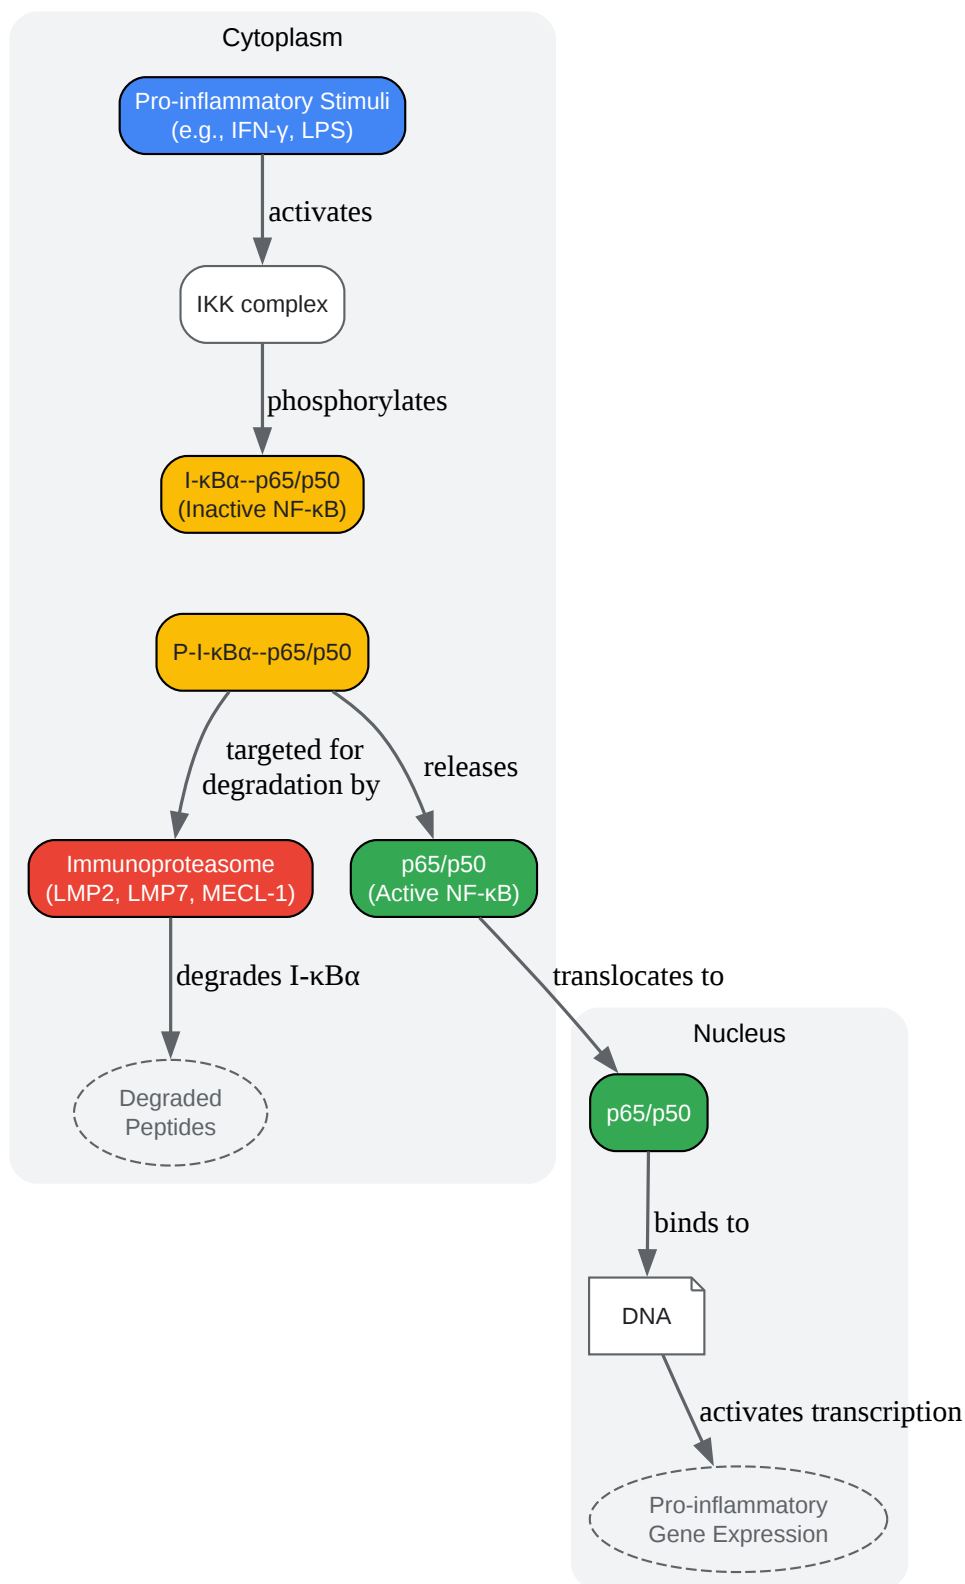 Cytoplasm
Pro-inflammatory Stimuli
(e.g., IFN-γ, LPS)
activates
IKK complex
phosphorylates
I-κBα--p65/p50
(Inactive NF-κB)
P-I-κBα--p65/p50
targeted for
degradation by
releases
Immunoproteasome
(LMP2, LMP7, MECL-1)
p65/p50
(Active NF-κB)
degrades I-κBα
translocates to
Nucleus
Degraded
Peptides
p65/p50
binds to
DNA
activates transcription
Pro-inflammatory
Gene Expression